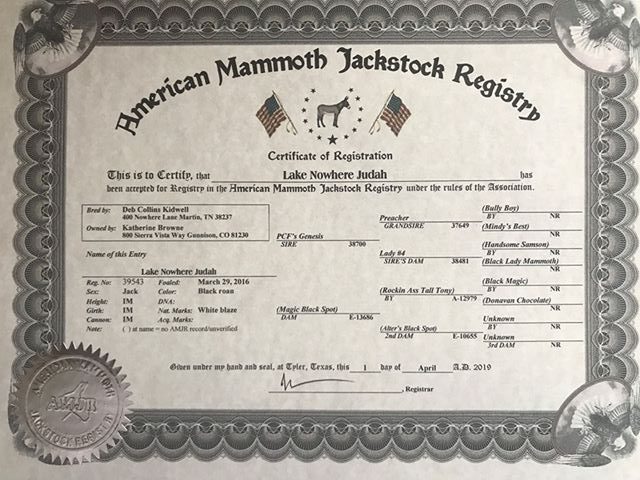 American Mammoth Jackstock Registry
Certificate of Registration
This is to Certify, that Lake Nowhere Judah has
been accepted for Registry in the American Mammoth Jackstock Registry under the rules of the Association.
Bred by: Deb Collins Kidwell
400 Nowhere Lane Martin, TN 38237
Owned by: Katherine Browne
800 Sierra Vista Way Gunnison, CO 81230
Name of this Entry
Lake Nowhere Judah
Reg. No: 39543 Foaled: March 29, 2016
Sex: Jack Color: Black roan
Height: IM DNA:
Girth: IM Nat. Marks: White blaze
Cannon: IM Acq. Marks:
Note: ( ) at name = no AMJR record/unverified
PCF's Genesis
SIRE 38700
(Magic Black Spot)
DAM E-13686
Preacher
GRANDSIRE 37649
Lady #4
SIRE'S DAM 38481
(Rockin Ass Tall Tony)
BY A-12979
(Alter's Black Spot)
2nd DAM E-10655
(Bully Boy)
BY NR
(Mindy's Best)
NR
(Handsome Samson)
BY NR
(Black Lady Mammoth)
NR
(Black Magic)
BY NR
(Donavan Chocolate)
NR
Unknown
BY NR
Unknown
3rd DAM NR
Given under my hand and seal, at Tyler, Texas, this 1 day of April A.D. 2019
, Registrar
AMJR